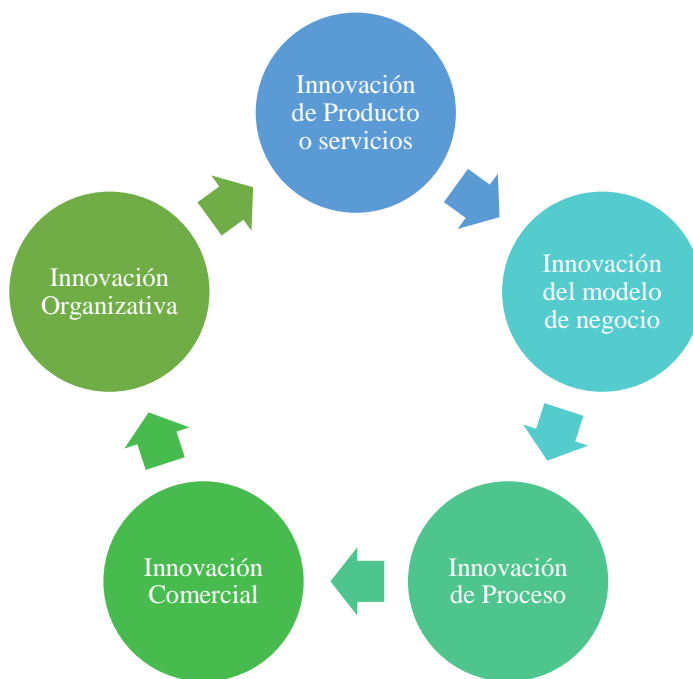 Innovación
de Producto
o servicios
Innovación
del modelo
de negocio
Innovación
de Proceso
Innovación
Comercial
Innovación
Organizativa